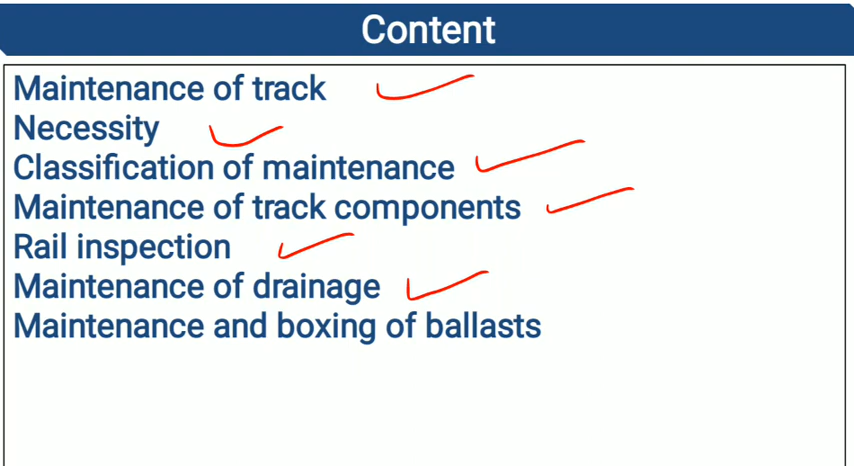 Content
Maintenance of track
Necessity
Classification of maintenance
Maintenance of track components
Rail inspection
Maintenance of drainage
Maintenance and boxing of ballasts